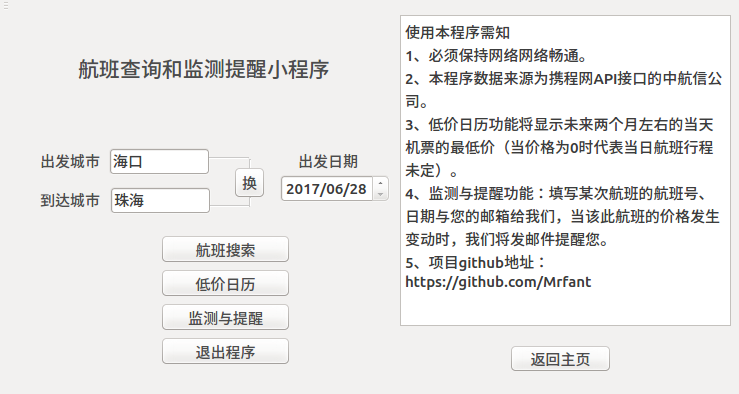 航班查询和监测提醒小程序
出发城市
海口
到达城市
珠海
换
出发日期
2017/06/28
航班搜索
低价日历
监测与提醒
退出程序
使用本程序需知
1、必须保持网络网络畅通。
2、本程序数据来源为携程网API接口的中航信公
司。
3、低价日历功能将显示未来两个月左右的当天
机票的最低价（当价格为0时代表当日航班行程
未定）。
4、监测与提醒功能：填写某次航班的航班号、
日期与您的邮箱给我们，当该此航班的价格发生
变动时，我们将发邮件提醒您。
5、项目github地址：
https://github.com/Mrfant
返回主页